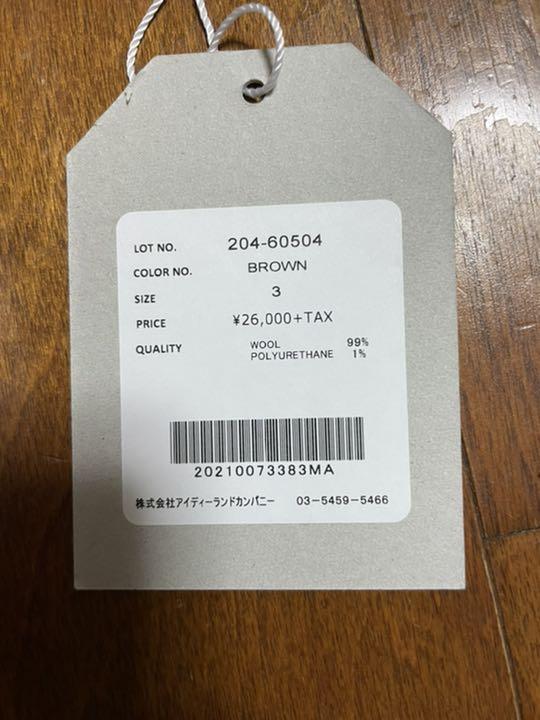 LOT NO. 204-60504
COLOR NO. BROWN
SIZE 3
PRICE ¥26,000+TAX
QUALITY WOOL 99%
POLYURETHANE 1%
20210073383MA
株式会社アイディーランドカンパニー 03-5459-5466